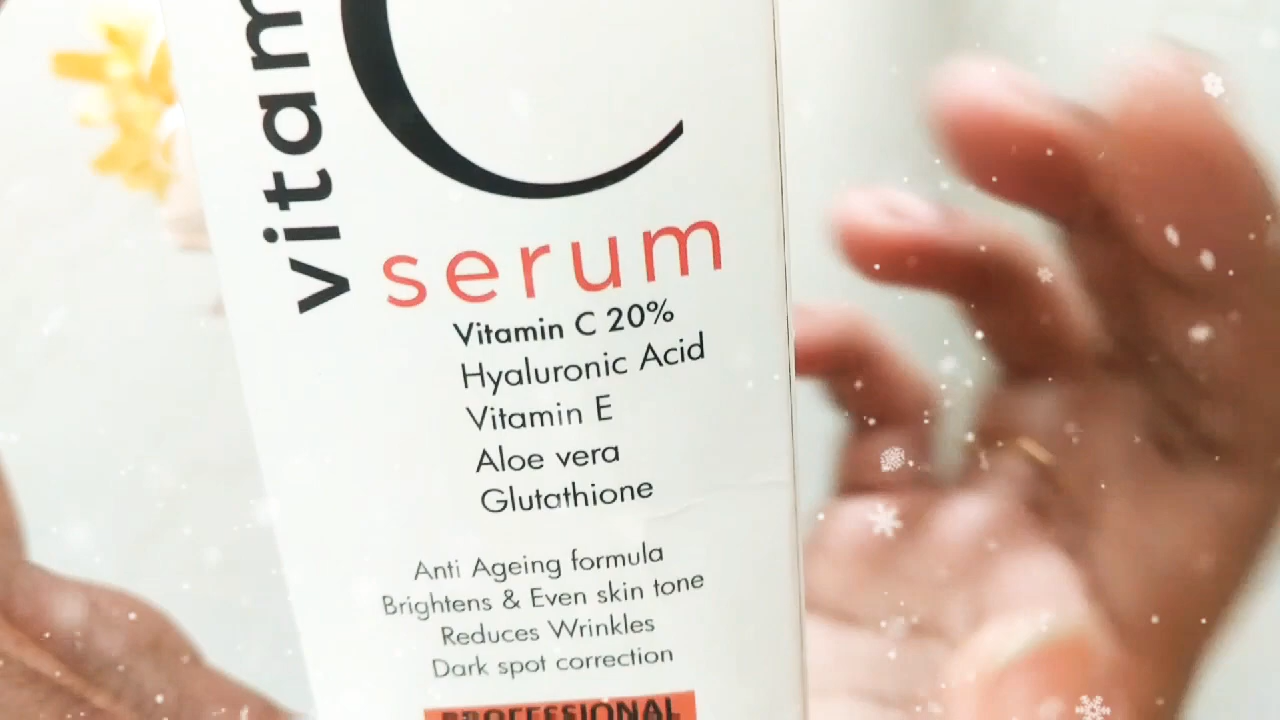 vitam
C
serum
Vitamin C 20%
Hyaluronic Acid
Vitamin E
Aloe vera
Glutathione
Anti Ageing formula
Brightens & Even skin tone
Reduces Wrinkles
Dark spot correction
PROFESSIONAL